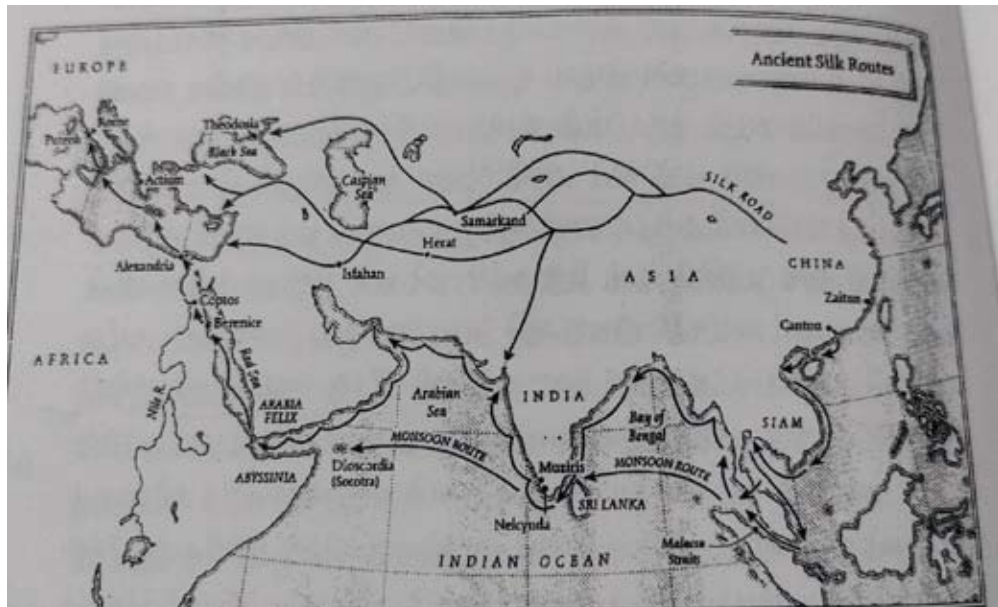 Ancient Silk Routes
EUROPE
Rome
Theodosia
Black Sea
Actium
Caspian
Sea
SILK ROAD
Samarkand
Herat
Isfahan
ASIA
CHINA
Alexandria
Zaitun
Coptos
Berenice
Canton
AFRICA
Red Sea
Nile R.
ARABIA
FELIX
Arabian
Sea
INDIA
Bay of
Bengal
SIAM
MONSOON ROUTE
Muziris
MONSOON ROUTE
ABYSSINIA
Dioscordia
(Socotra)
SRI LANKA
Nelcynda
Malacca
Straits
INDIAN OCEAN